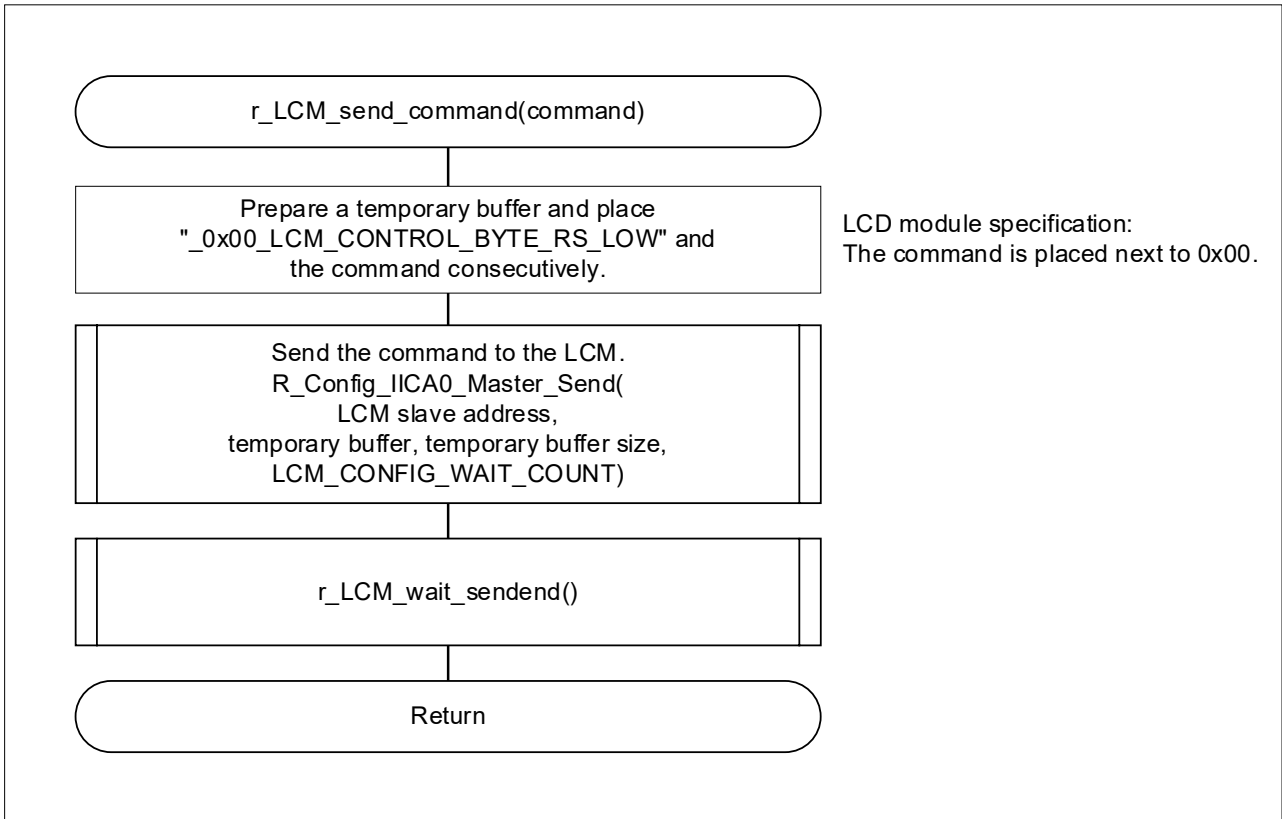 r_LCM_send_command(command)
Prepare a temporary buffer and place
"_0x00_LCM_CONTROL_BYTE_RS_LOW" and
the command consecutively.
LCD module specification:
The command is placed next to 0x00.
Send the command to the LCM.
R_Config_IICA0_Master_Send(
LCM slave address,
temporary buffer, temporary buffer size,
LCM_CONFIG_WAIT_COUNT)
r_LCM_wait_sendend()
Return